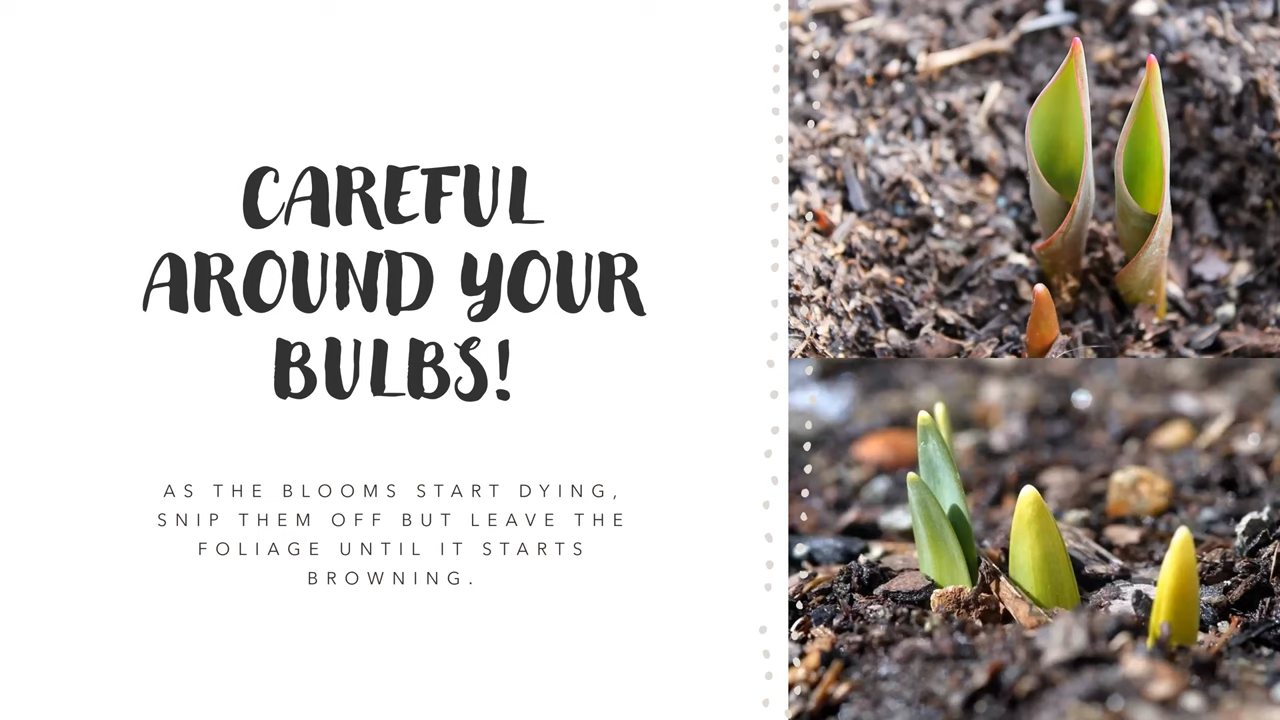 CAREFUL
AROUND YOUR
BULBS!
AS THE BLOOMS START DYING,
SNIP THEM OFF BUT LEAVE THE
FOLIAGE UNTIL IT STARTS
BROWNING.